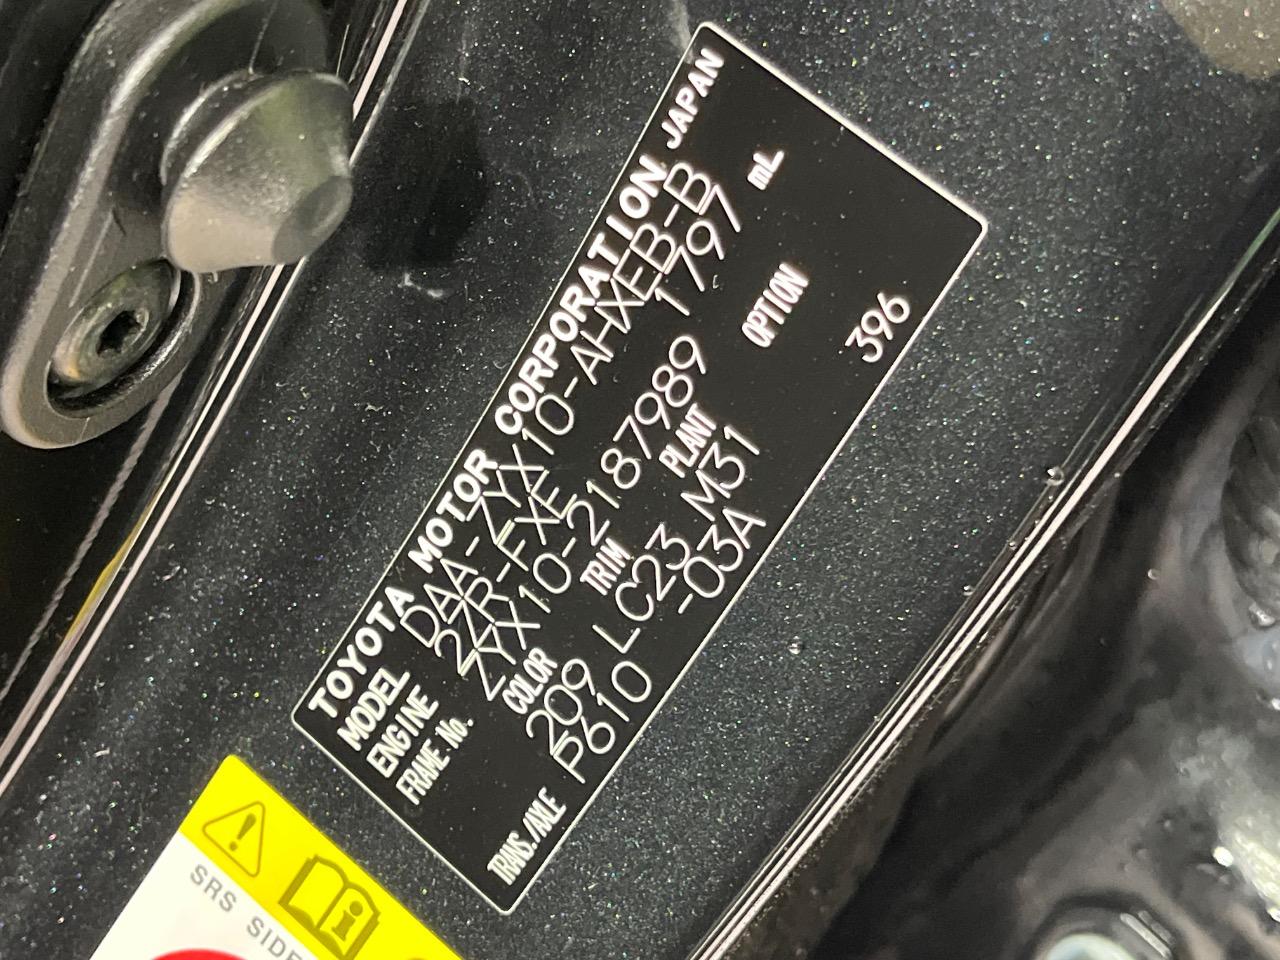 TOYOTA MOTOR CORPORATION JAPAN
MODEL DAA-ZYX10-AHXEB-B
ENGINE 2ZR-FXE 1797 mL
FRAME No. ZYX10-2187989
COLOR TRIM PLANT OPTION
209 LC23 M31
TRANS./AXLE P610 -03A 396
SRS SIDE